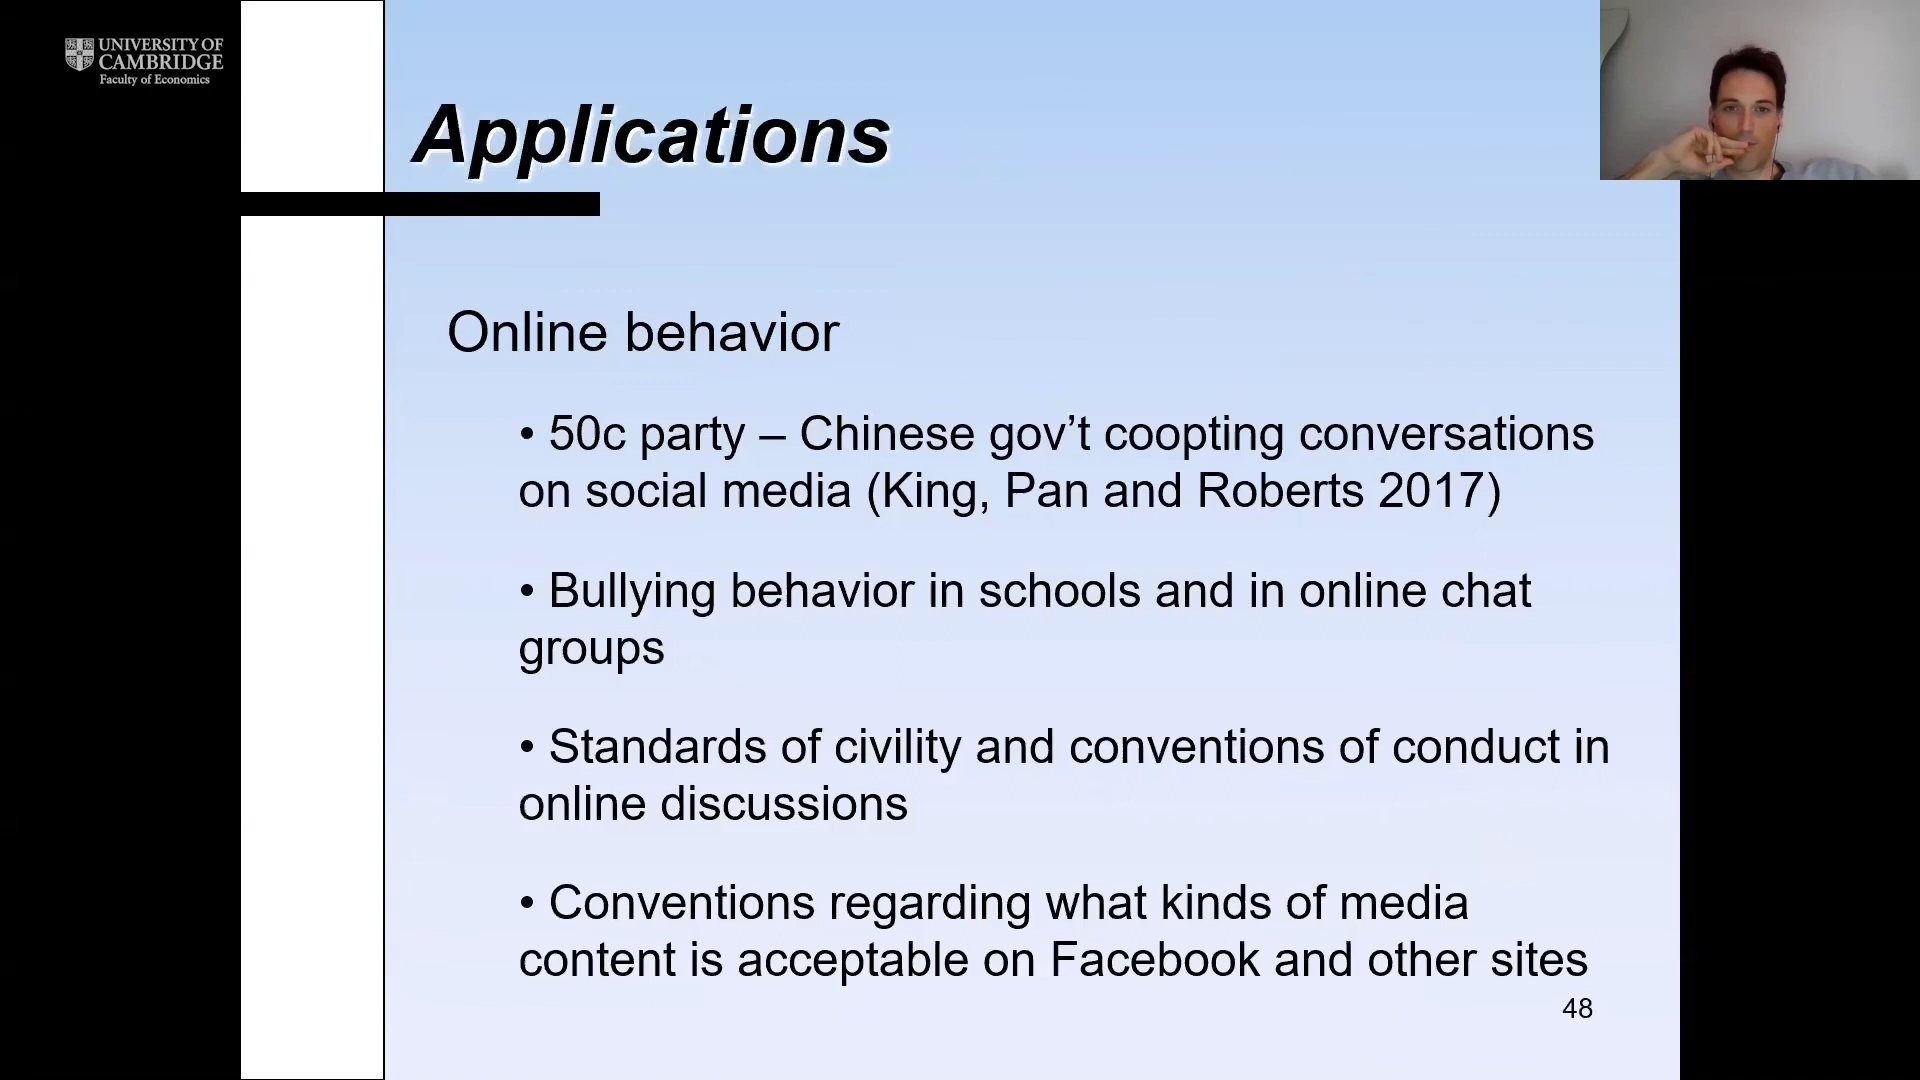 UNIVERSITY OF
CAMBRIDGE
Faculty of Economics
Applications
Online behavior
• 50c party – Chinese gov’t coopting conversations
on social media (King, Pan and Roberts 2017)
• Bullying behavior in schools and in online chat
groups
• Standards of civility and conventions of conduct in
online discussions
• Conventions regarding what kinds of media
content is acceptable on Facebook and other sites
48